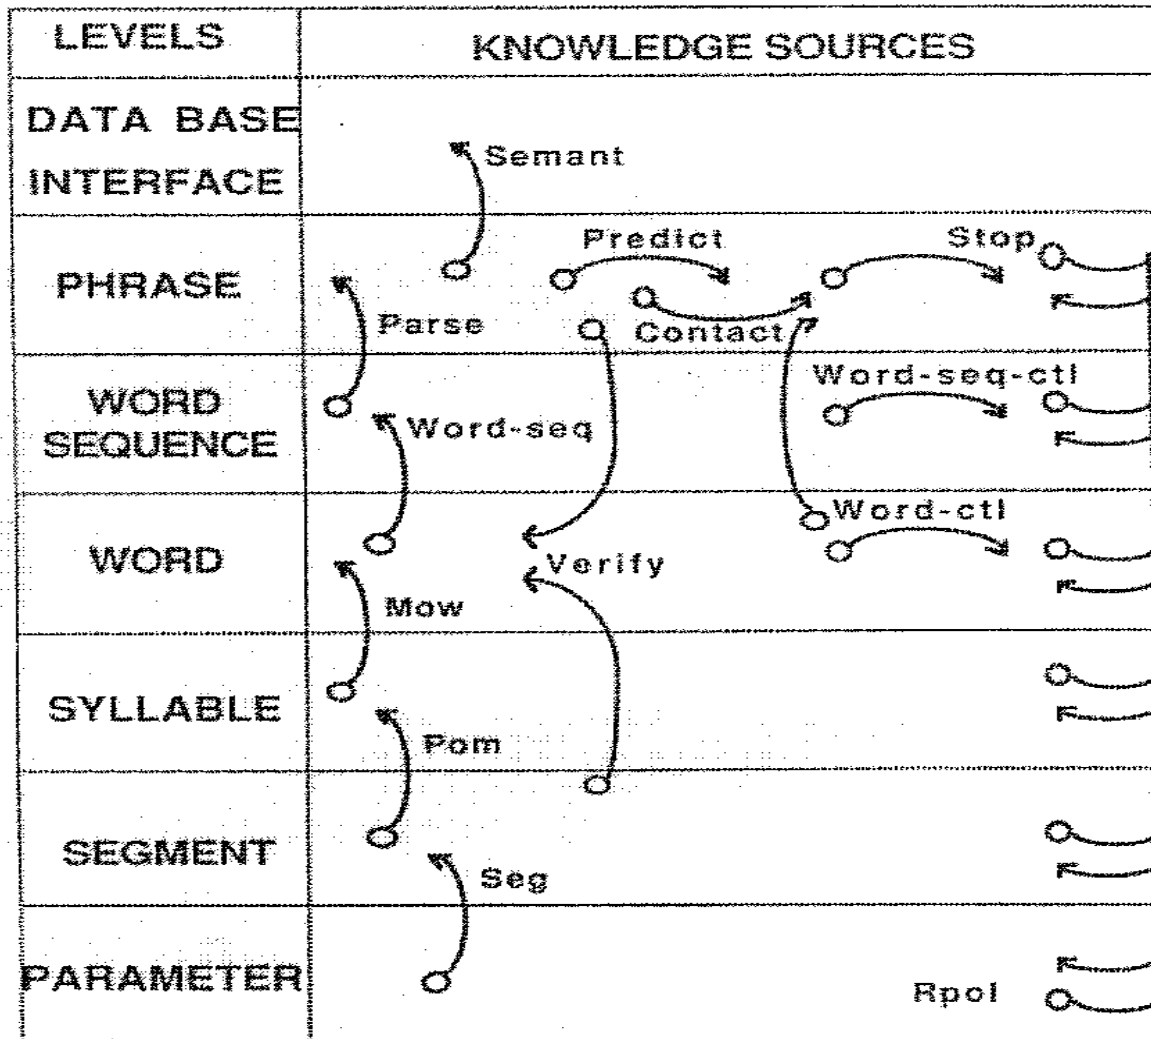 LEVELS
KNOWLEDGE SOURCES
DATA BASE
INTERFACE
Semant
PHRASE
Predict
Stop
Parse
Contact
WORD
SEQUENCE
Word-seq
Word-seq-ctl
WORD
Word-ctl
Verify
Mow
SYLLABLE
Pom
SEGMENT
Seg
PARAMETER
Rpol